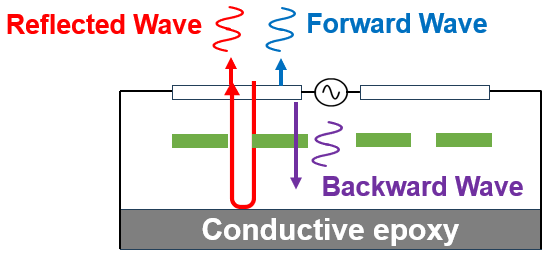 Reflected Wave
Forward Wave
Backward Wave
Conductive epoxy